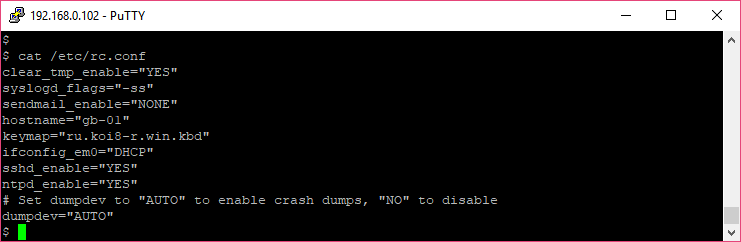 192.168.0.102 - PuTTY
$
$ cat /etc/rc.conf
clear_tmp_enable="YES"
syslogd_flags="-ss"
sendmail_enable="NONE"
hostname="gb-01"
keymap="ru.koi8-r.win.kbd"
ifconfig_em0="DHCP"
sshd_enable="YES"
ntpd_enable="YES"
# Set dumpdev to "AUTO" to enable crash dumps, "NO" to disable
dumpdev="AUTO"
$